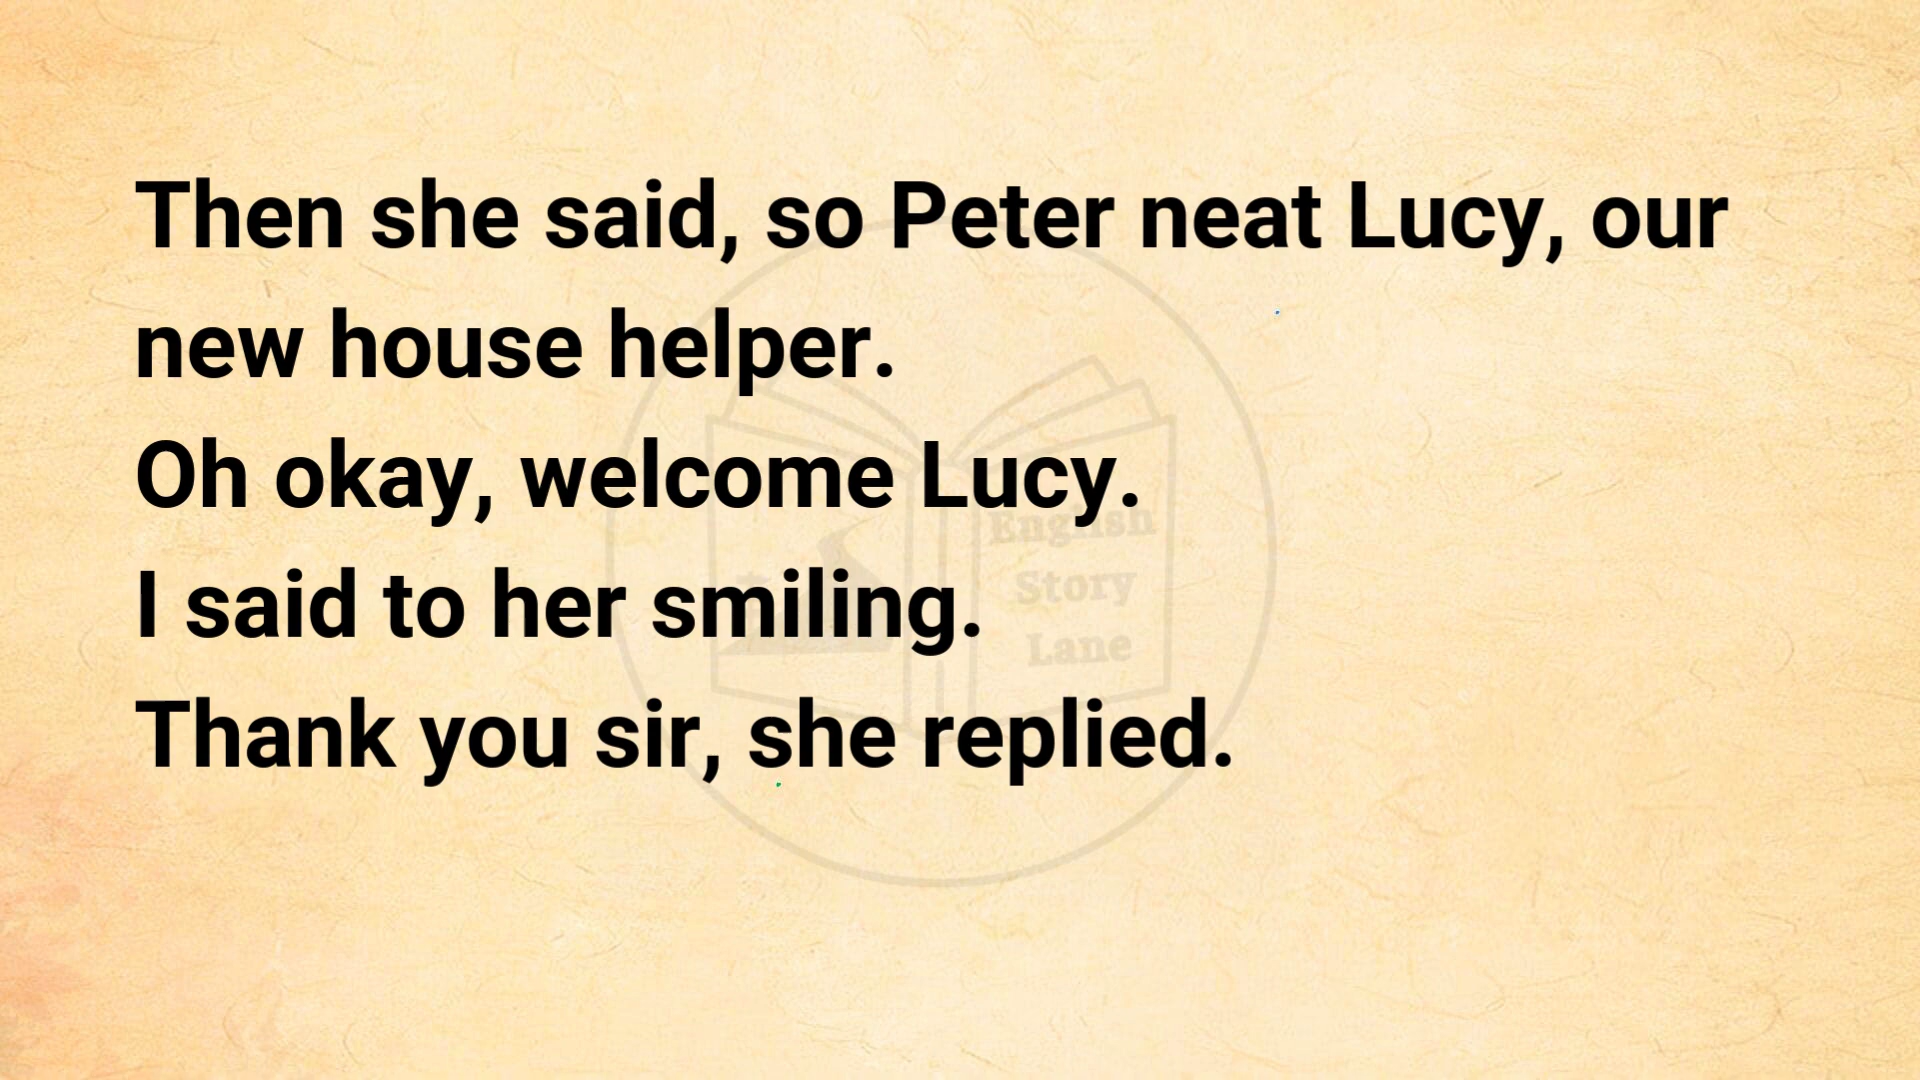 Then she said, so Peter neat Lucy, our
new house helper.
Oh okay, welcome Lucy.
I said to her smiling.
Thank you sir, she replied.
English
Story
Lane